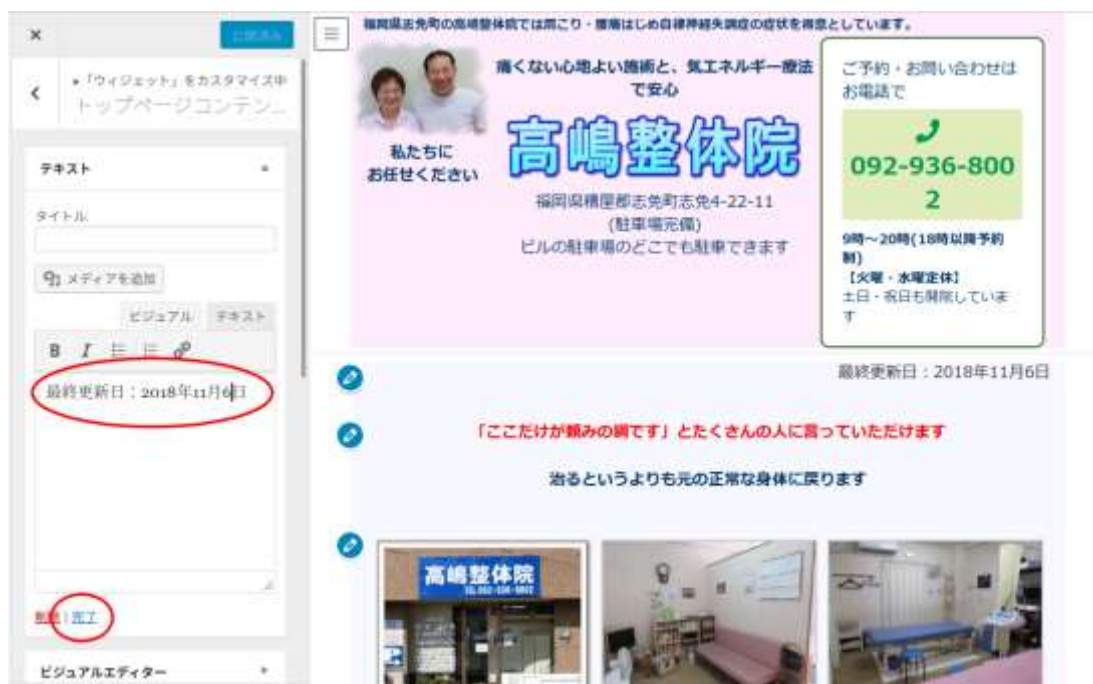 ×
公開済み
▸「ウィジェット」をカスタマイズ中
トップページコンテン...
テキスト
タイトル:
メディアを追加
ビジュアル テキスト
B I
最終更新日：2018年11月6日
削除 | 完了
ビジュアルエディター
福岡県志免町の高嶋整体院では肩こり・腰痛はじめ自律神経失調症の症状を得意としています。
私たちに
お任せください
痛くない心地よい施術と、気エネルギー療法
で安心
高嶋整体院
福岡県糟屋郡志免町志免4-22-11
(駐車場完備)
ビルの駐車場のどこでも駐車できます
ご予約・お問い合わせは
お電話で
092-936-800
2
9時～20時(18時以降予約
制)
【火曜・水曜定休】
土日・祝日も開院していま
す
最終更新日：2018年11月6日
「ここだけが頼みの綱です」とたくさんの人に言っていただけます
治るというよりも元の正常な身体に戻ります
高嶋整体院